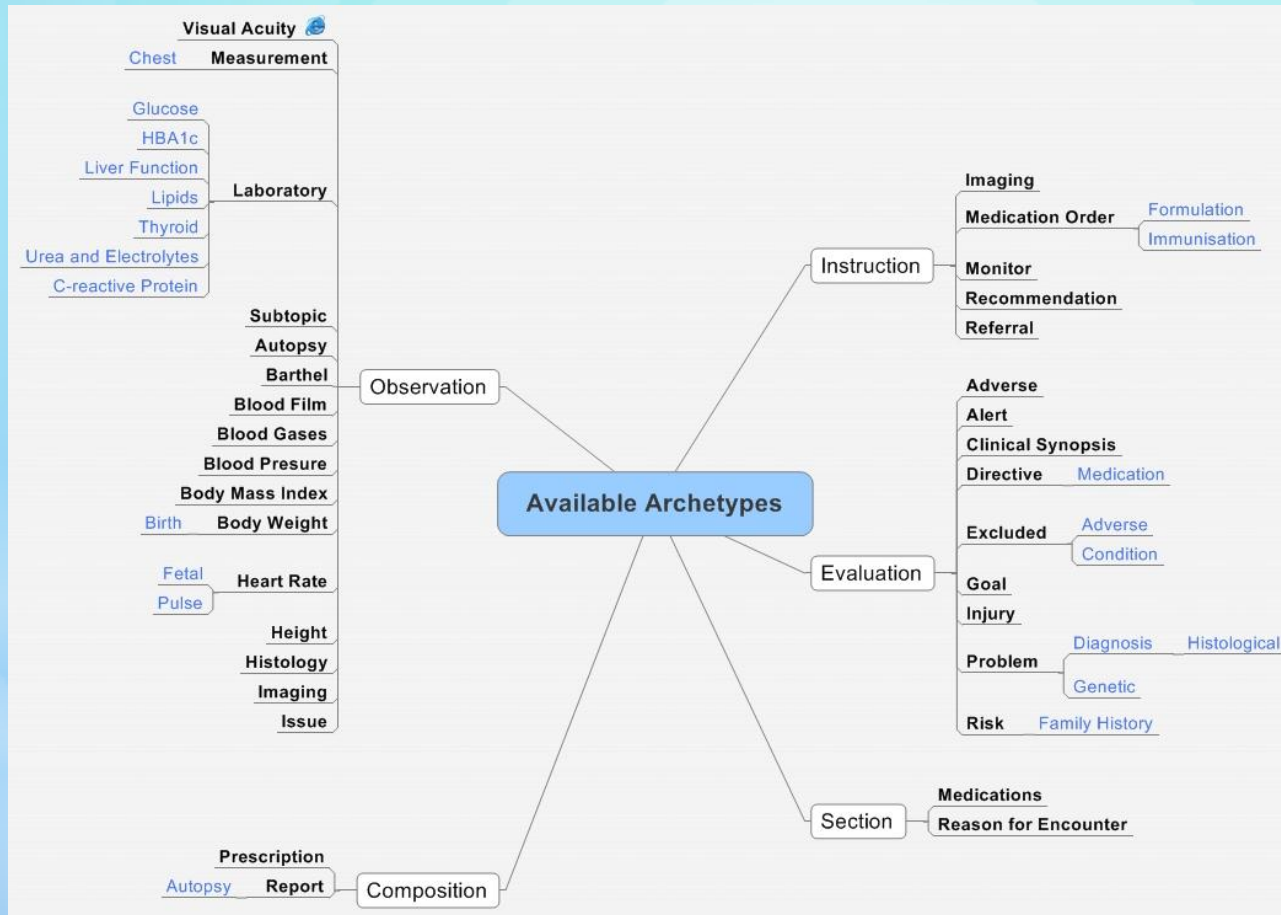 Available Archetypes
Observation
Visual Acuity
Measurement
Chest
Laboratory
Glucose
HBA1c
Liver Function
Lipids
Thyroid
Urea and Electrolytes
C-reactive Protein
Subtopic
Autopsy
Barthel
Blood Film
Blood Gases
Blood Presure
Body Mass Index
Body Weight
Birth
Heart Rate
Fetal
Pulse
Height
Histology
Imaging
Issue
Composition
Prescription
Report
Autopsy
Instruction
Imaging
Medication Order
Formulation
Immunisation
Monitor
Recommendation
Referral
Evaluation
Adverse
Alert
Clinical Synopsis
Directive
Medication
Excluded
Adverse
Condition
Goal
Injury
Problem
Diagnosis
Histological
Genetic
Risk
Family History
Section
Medications
Reason for Encounter